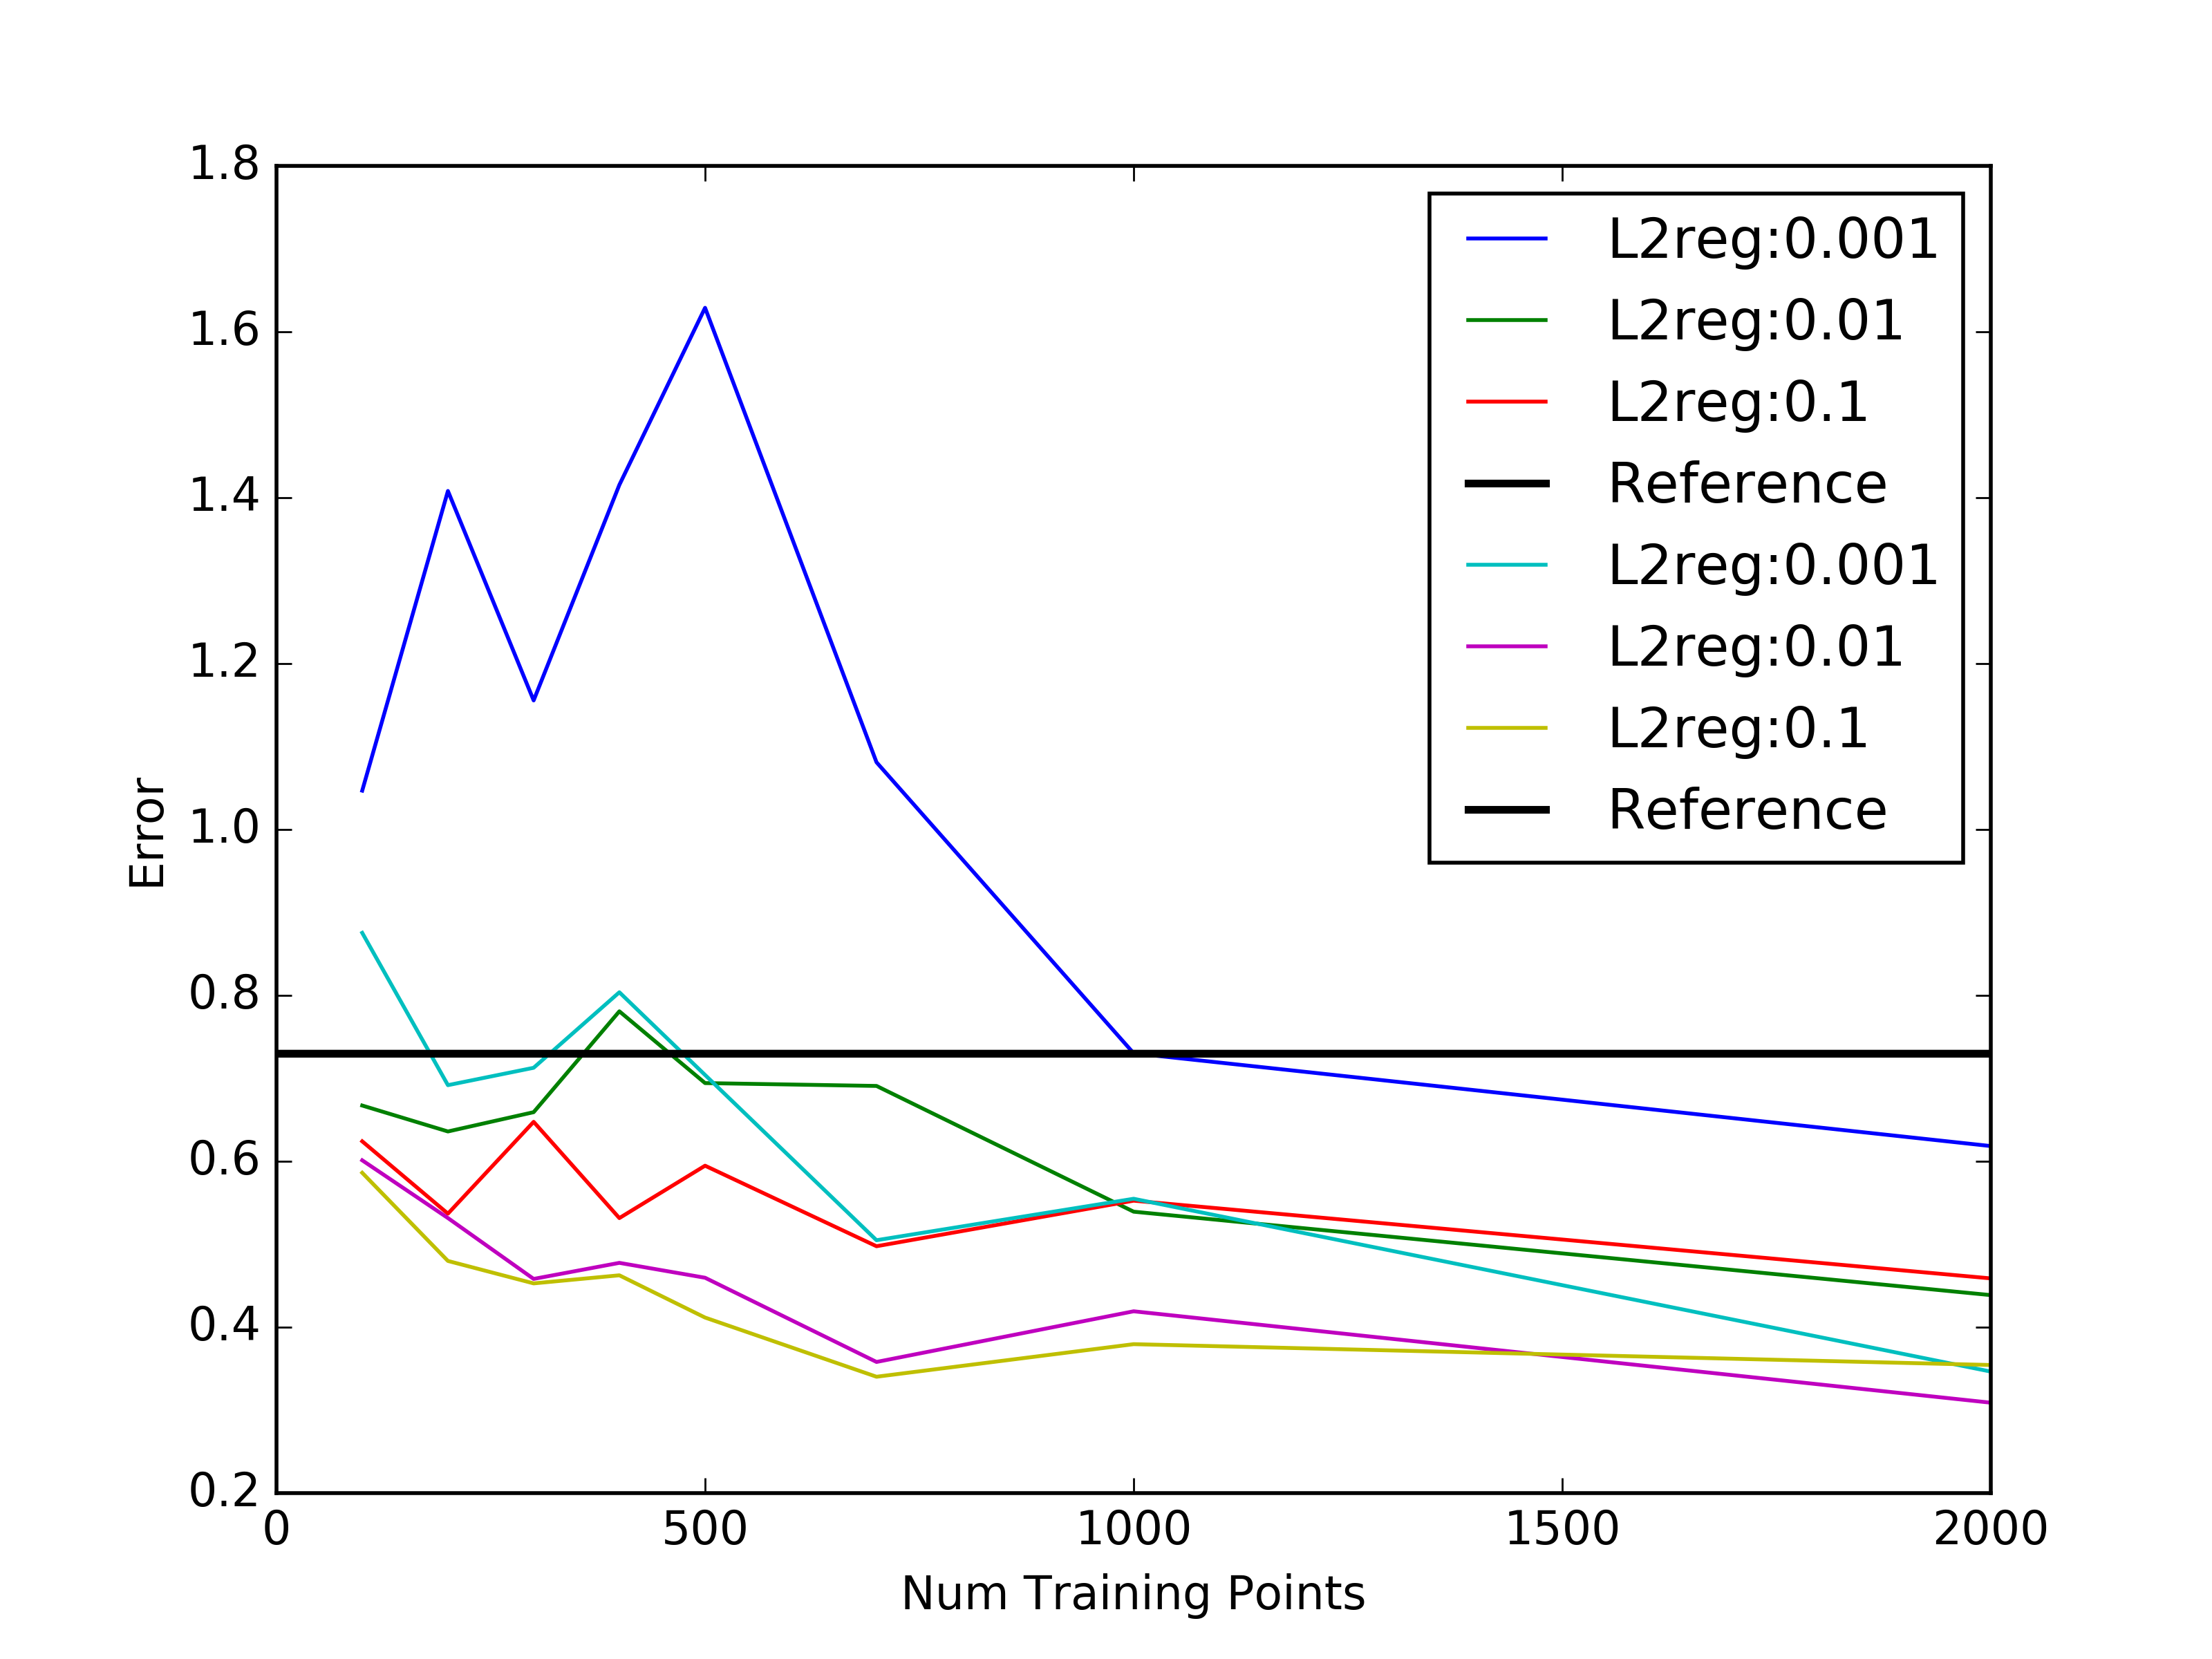 1.8
1.6
1.4
1.2
1.0
0.8
0.6
0.4
0.2
Error
0
500
1000
1500
2000
Num Training Points
L2reg:0.001
L2reg:0.01
L2reg:0.1
Reference
L2reg:0.001
L2reg:0.01
L2reg:0.1
Reference